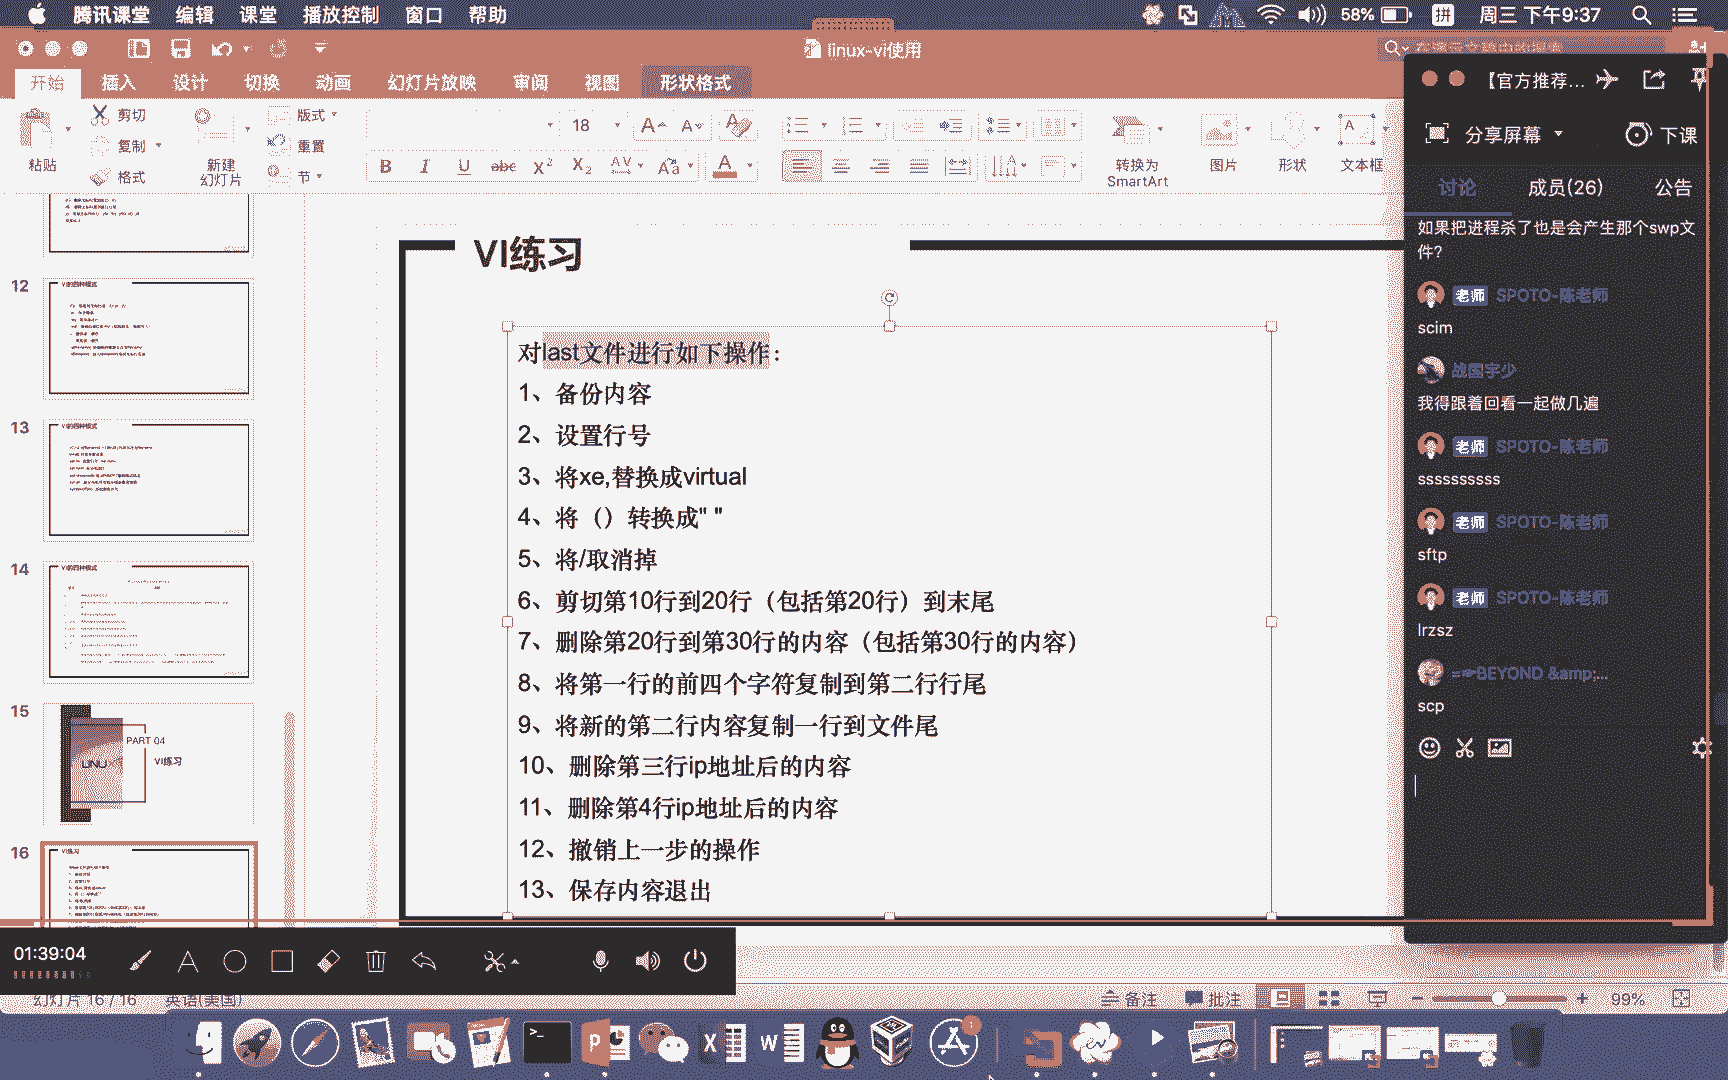 腾讯课堂 编辑 课堂 播放控制 窗口 帮助
58% 拼 周三 下午9:37
linux-vi使用
开始 插入 设计 切换 动画 幻灯片放映 审阅 视图 形状格式
粘贴 剪切 复制 格式
新建
幻灯片
版式
重置
节
18
B I U abc X² X₂ AV Aa A
转换为
SmartArt
图片 形状 文本框
12
13
14
15
PART 04
VI练习
16
VI练习
对last文件进行如下操作:
1、备份内容
2、设置行号
3、将xe,替换成virtual
4、将（）转换成" "
5、将/取消掉
6、剪切第10行到20行（包括第20行）到末尾
7、删除第20行到第30行的内容（包括第30行的内容）
8、将第一行的前四个字符复制到第二行行尾
9、将新的第二行内容复制一行到文件尾
10、删除第三行ip地址后的内容
11、删除第4行ip地址后的内容
12、撤销上一步的操作
13、保存内容退出
【官方推荐...
分享屏幕 下课
讨论 成员(26) 公告
如果把进程杀了也是会产生那个swp文
件?
老师 SPOTO-陈老师
scim
战国字少
我得跟着回看一起做几遍
老师 SPOTO-陈老师
ssssssssss
老师 SPOTO-陈老师
sftp
老师 SPOTO-陈老师
lrzsz
BEYOND &amp;...
scp
01:39:04
幻灯片 16 / 16 英语(美国)
备注 批注 99%